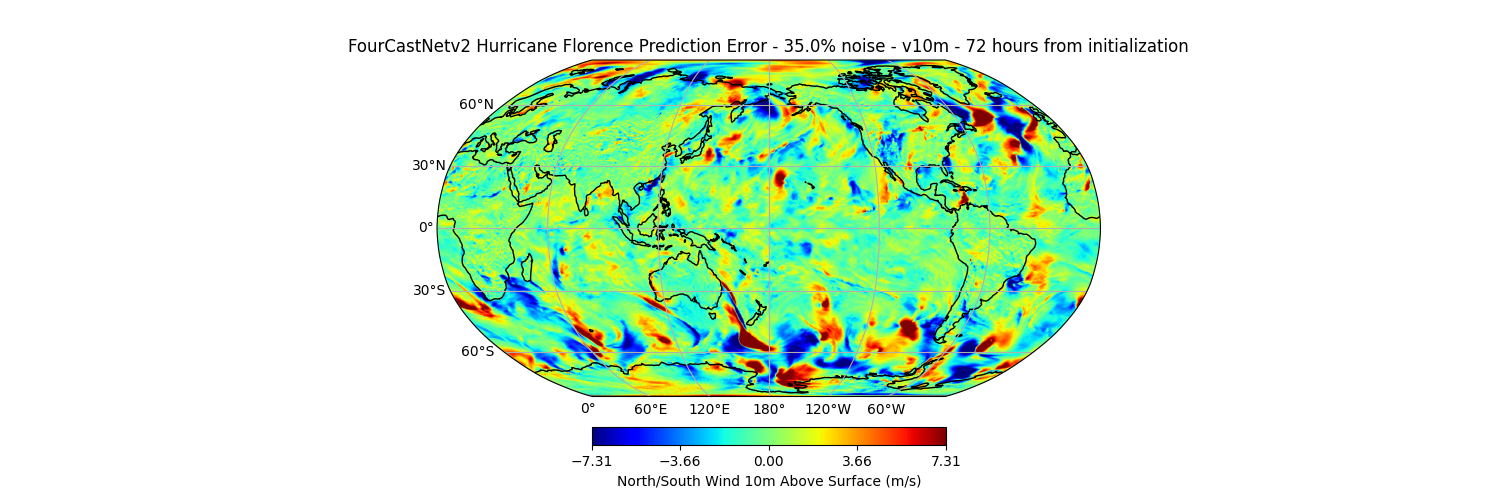 FourCastNetv2 Hurricane Florence Prediction Error - 35.0% noise - v10m - 72 hours from initialization
60°N
30°N
0°
30°S
60°S
0° 60°E 120°E 180° 120°W 60°W
−7.31 −3.66 0.00 3.66 7.31
North/South Wind 10m Above Surface (m/s)